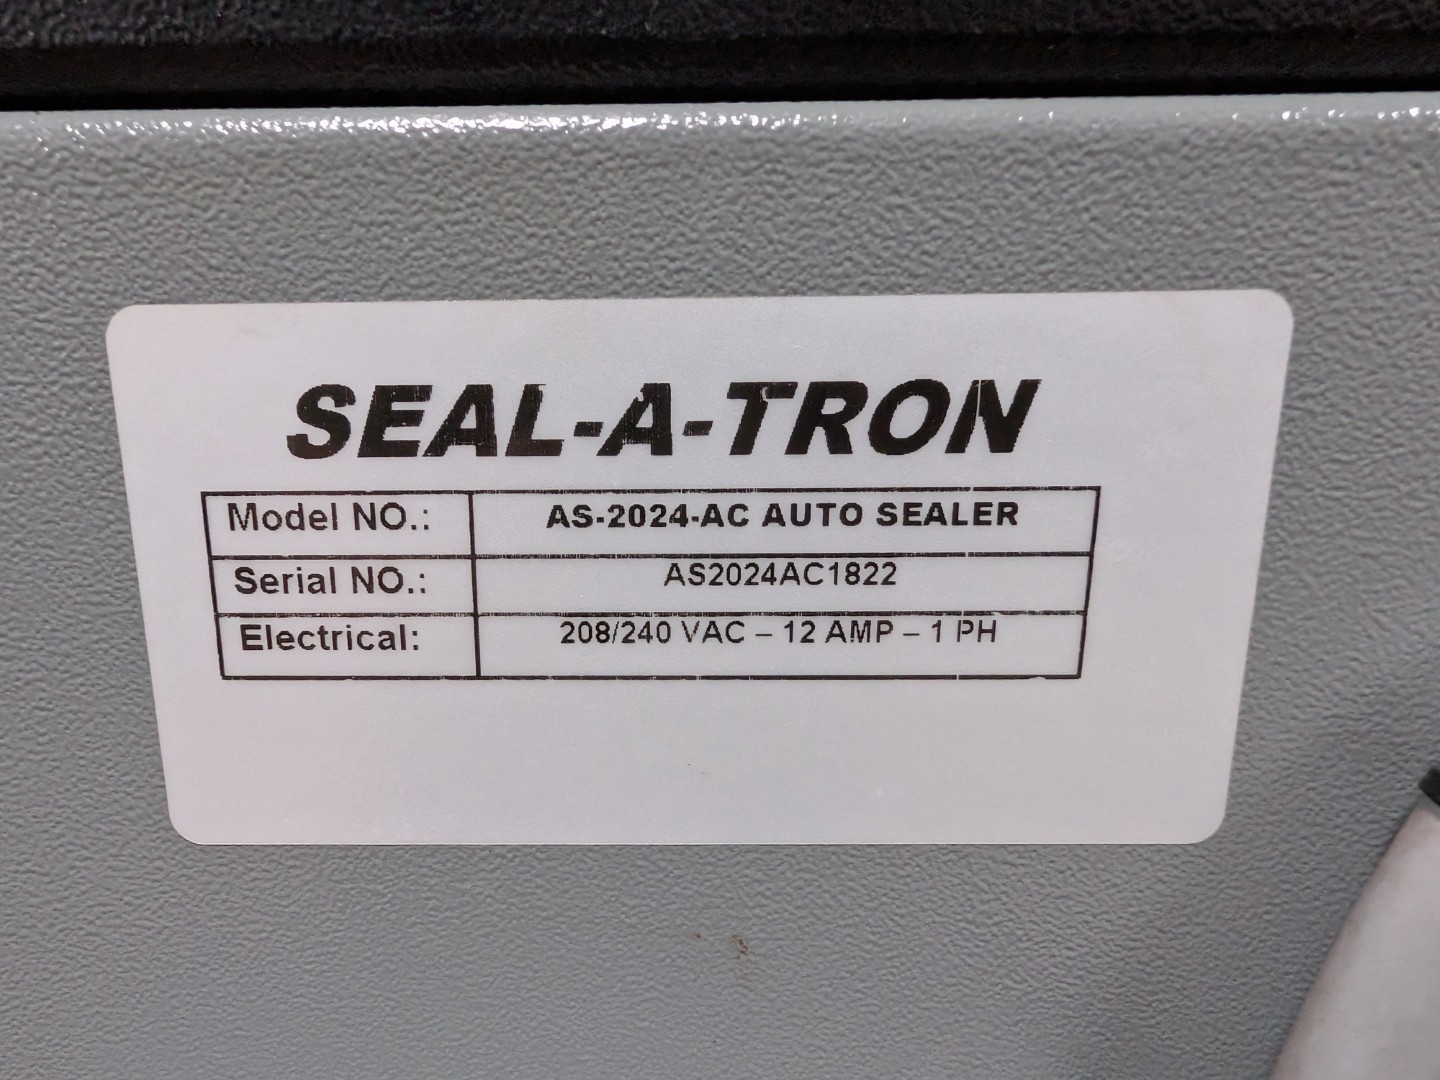 SEAL-A-TRON
Model NO.: AS-2024-AC AUTO SEALER
Serial NO.: AS2024AC1822
Electrical: 208/240 VAC – 12 AMP – 1 PH